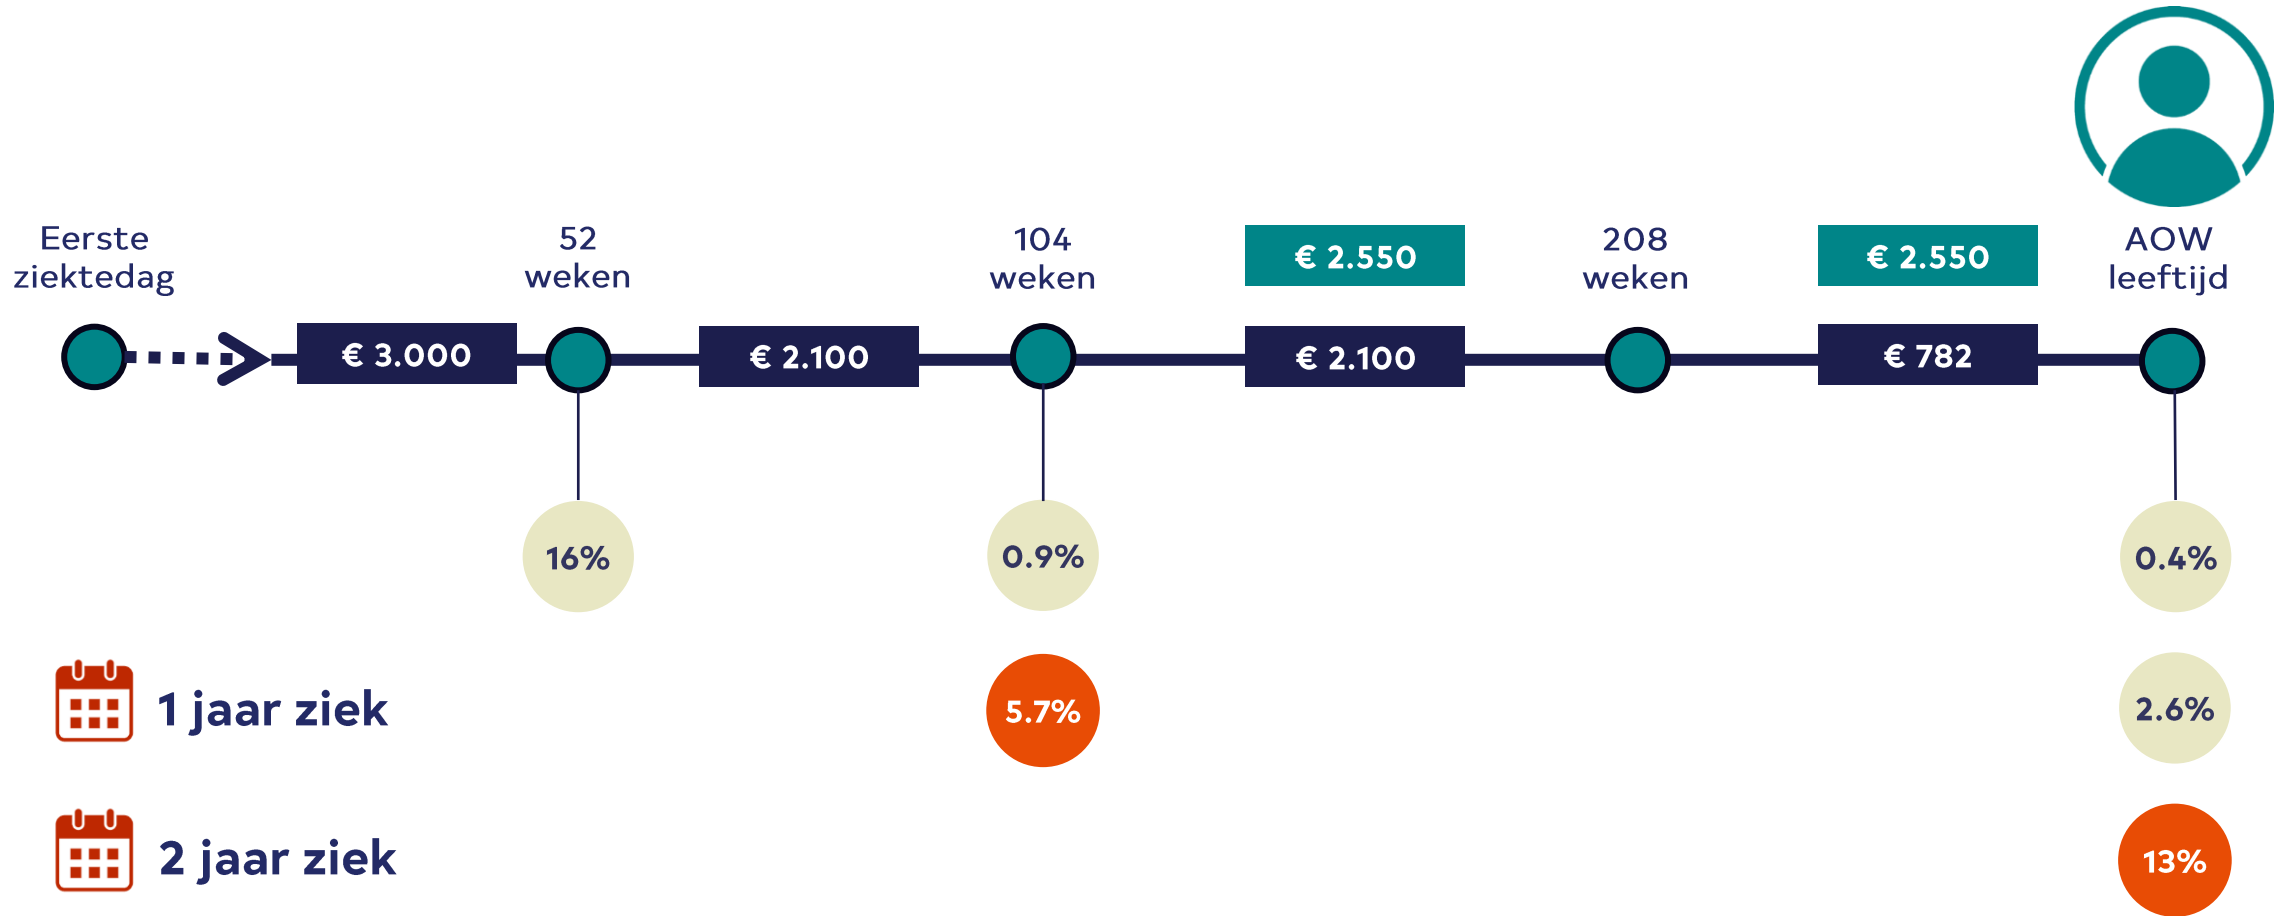 Eerste
ziektedag
52
weken
104
weken
€ 2.550
208
weken
€ 2.550
AOW
leeftijd
€ 3.000
€ 2.100
€ 2.100
€ 782
16%
0.9%
0.4%
1 jaar ziek
5.7%
2.6%
2 jaar ziek
13%